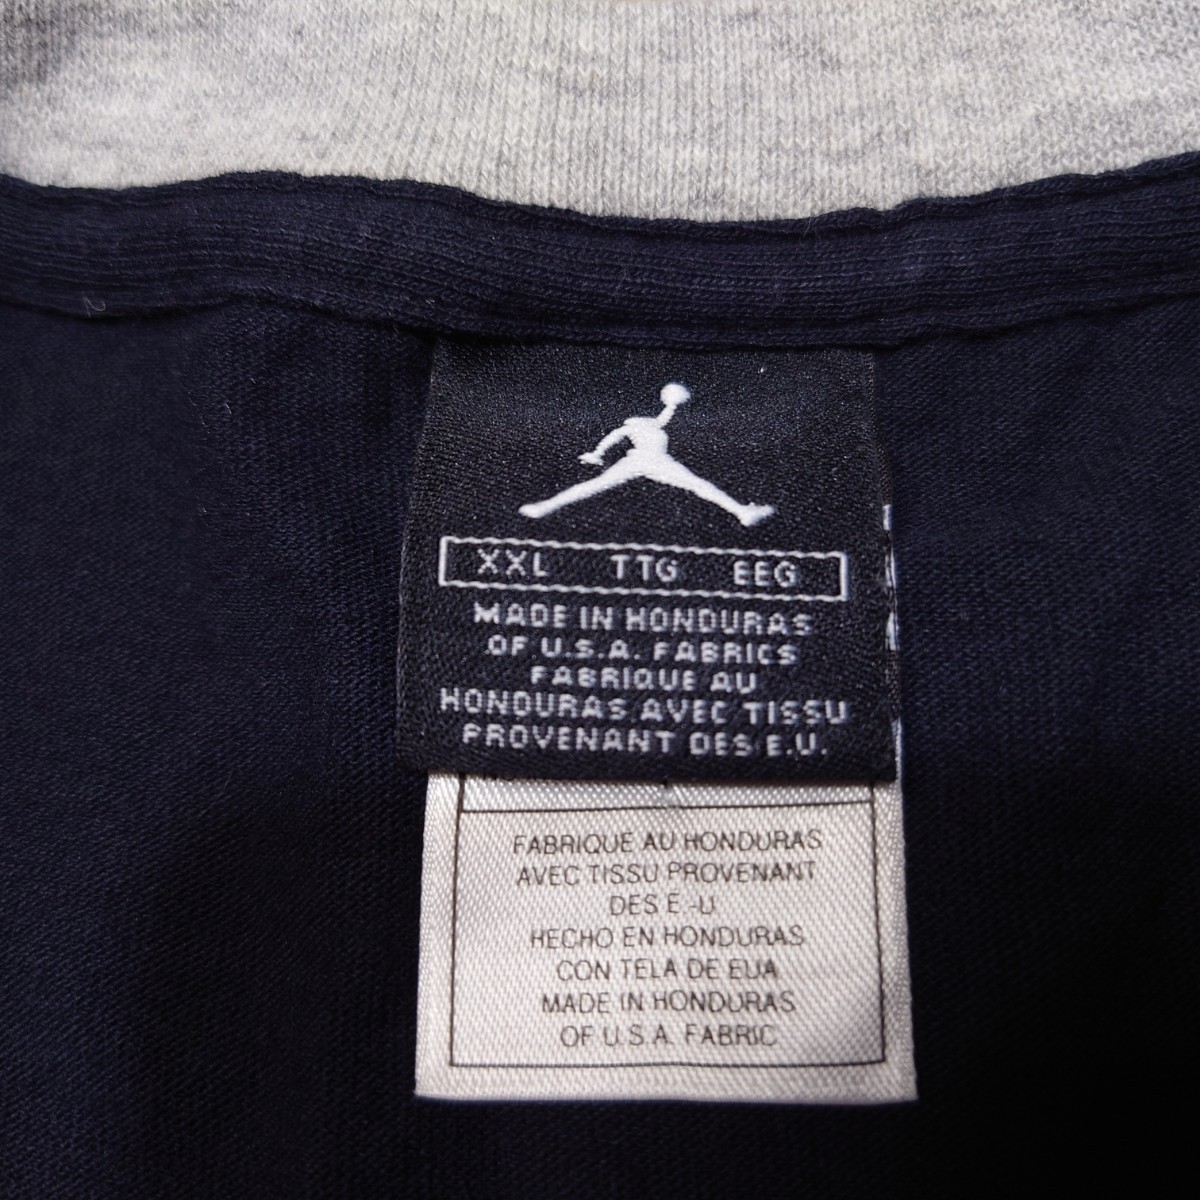 XXL TTG EEG
MADE IN HONDURAS
OF U.S.A. FABRICS
FABRIQUE AU
HONDURAS AVEC TISSU
PROVENANT DES E.U.
FABRIQUE AU HONDURAS
AVEC TISSU PROVENANT
DES E -U
HECHO EN HONDURAS
CON TELA DE EUA
MADE IN HONDURAS
OF U.S.A. FABRIC